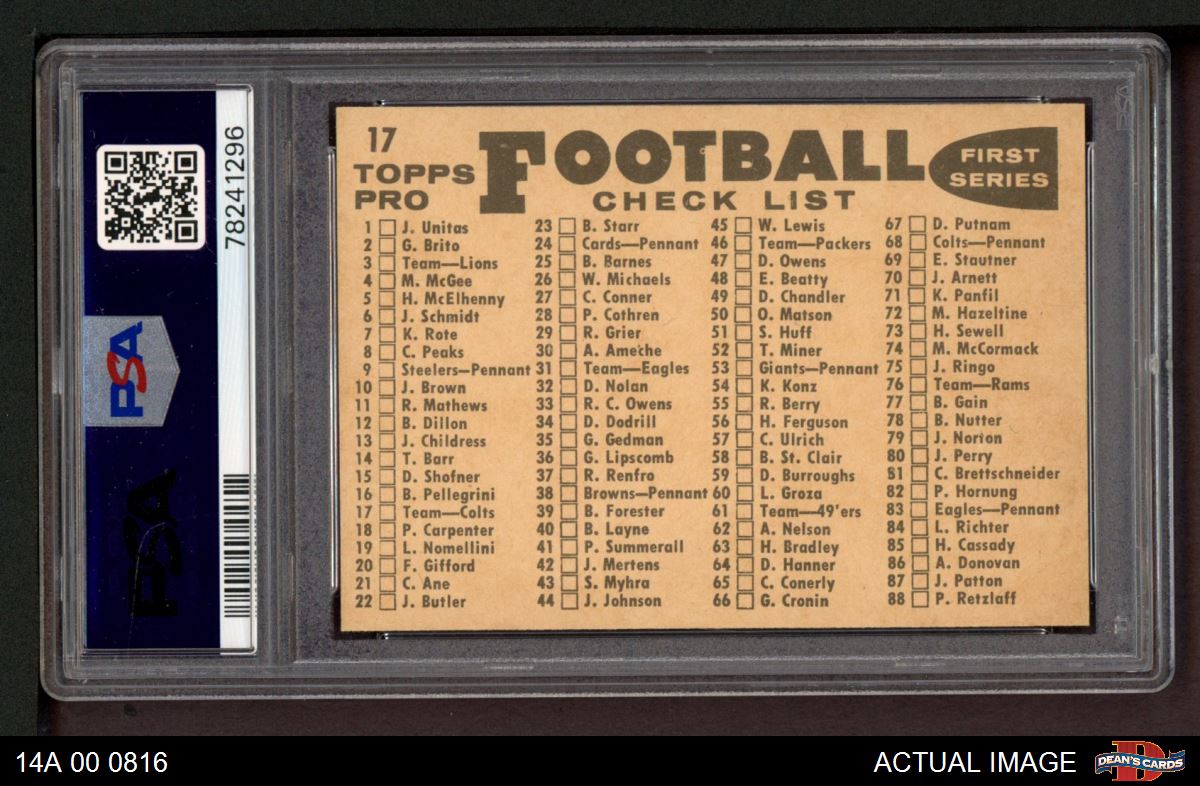 78241296
PSA
PSA
17
TOPPS PRO
FOOTBALL
CHECK LIST
FIRST SERIES
1 J. Unitas
2 G. Brito
3 Team—Lions
4 M. McGee
5 H. McElhenny
6 J. Schmidt
7 K. Rote
8 C. Peaks
9 Steelers—Pennant
10 J. Brown
11 R. Mathews
12 B. Dillon
13 J. Childress
14 T. Barr
15 D. Shofner
16 B. Pellegrini
17 Team—Colts
18 P. Carpenter
19 L. Nomellini
20 F. Gifford
21 C. Ane
22 J. Butler
23 B. Starr
24 Cards—Pennant
25 B. Barnes
26 W. Michaels
27 C. Conner
28 P. Cothren
29 R. Grier
30 A. Ameche
31 Team—Eagles
32 D. Nolan
33 R. C. Owens
34 D. Dodrill
35 G. Gedman
36 G. Lipscomb
37 R. Renfro
38 Browns—Pennant
39 B. Forester
40 B. Layne
41 P. Summerall
42 J. Mertens
43 S. Myhra
44 J. Johnson
45 W. Lewis
46 Team—Packers
47 D. Owens
48 E. Beatty
49 D. Chandler
50 O. Matson
51 S. Huff
52 T. Miner
53 Giants—Pennant
54 K. Konz
55 R. Berry
56 H. Ferguson
57 C. Ulrich
58 B. St. Clair
59 D. Burroughs
60 L. Groza
61 Team—49'ers
62 A. Nelson
63 H. Bradley
64 D. Hanner
65 C. Conerly
66 G. Cronin
67 D. Putnam
68 Colts—Pennant
69 E. Stautner
70 J. Arnett
71 K. Panfil
72 M. Hazeltine
73 H. Sewell
74 M. McCormack
75 J. Ringo
76 Team—Rams
77 B. Gain
78 B. Nutter
79 J. Norton
80 J. Perry
81 C. Brettschneider
82 P. Hornung
83 Eagles—Pennant
84 L. Richter
85 H. Cassady
86 A. Donovan
87 J. Patton
88 P. Retzlaff
14A 00 0816
ACTUAL IMAGE
DEAN'S CARDS